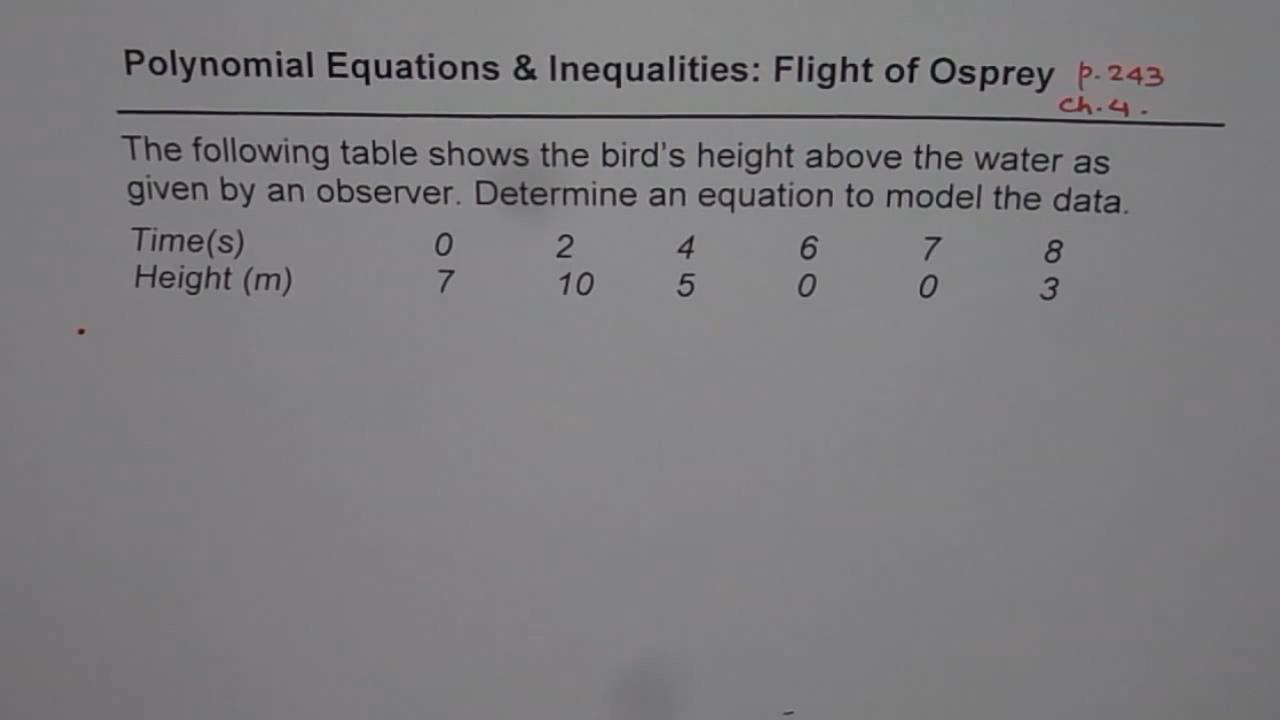 Polynomial Equations & Inequalities: Flight of Osprey p. 243
ch. 4.
The following table shows the bird's height above the water as
given by an observer. Determine an equation to model the data.
Time(s) 0 2 4 6 7 8
Height (m) 7 10 5 0 0 3